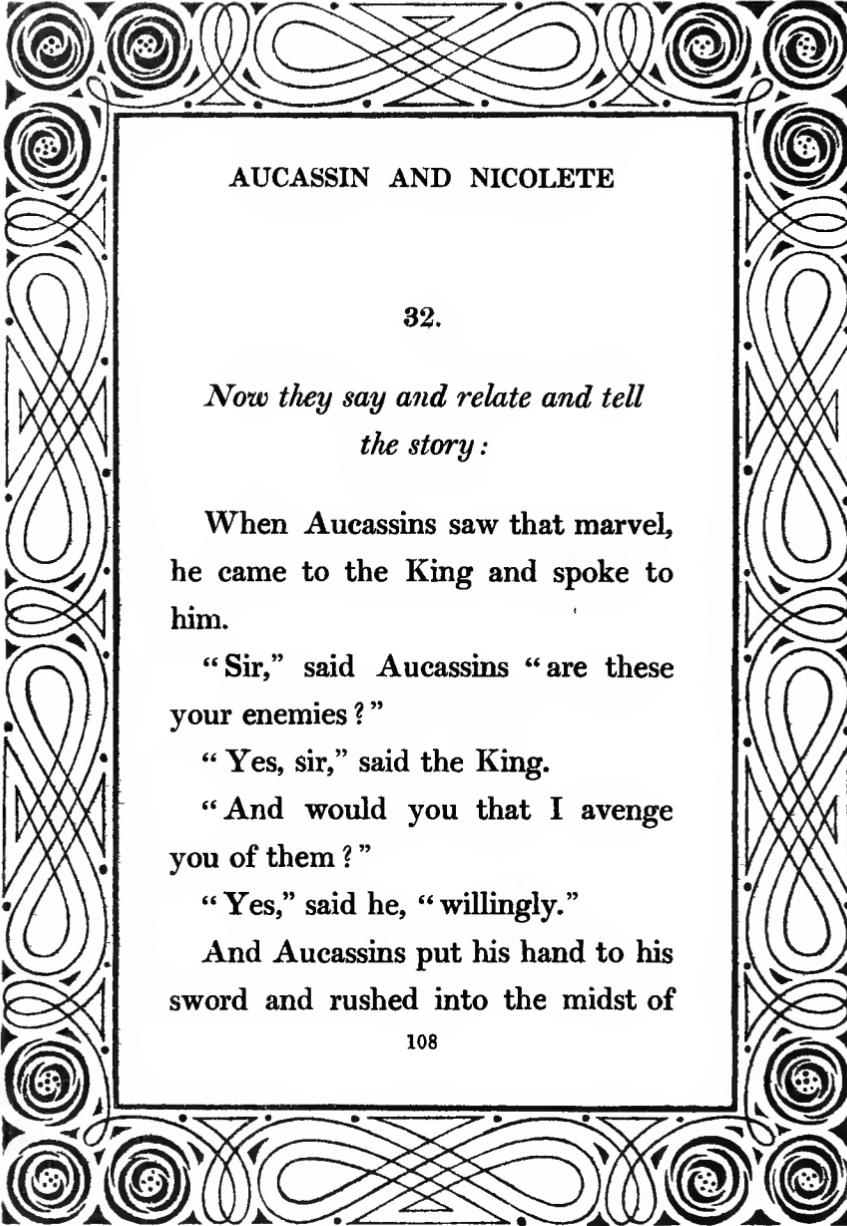 AUCASSIN AND NICOLETE
32.
Now they say and relate and tell
the story:
When Aucassins saw that marvel,
he came to the King and spoke to
him.
"Sir," said Aucassins "are these
your enemies?"
"Yes, sir," said the King.
"And would you that I avenge
you of them?"
"Yes," said he, "willingly."
And Aucassins put his hand to his
sword and rushed into the midst of
108